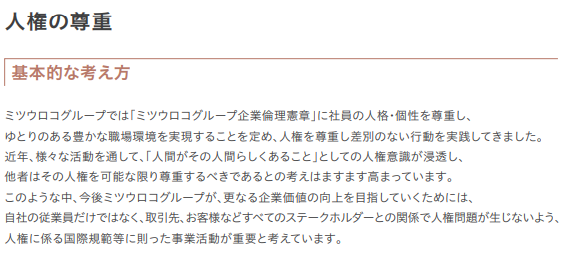 人権の尊重
基本的な考え方
ミツウロコグループでは「ミツウロコグループ企業倫理憲章」に社員の人格・個性を尊重し、
ゆとりのある豊かな職場環境を実現することを定め、人権を尊重し差別のない行動を実践してきました。
近年、様々な活動を通して、「人間がその人間らしくあること」としての人権意識が浸透し、
他者はその人権を可能な限り尊重するべきであるとの考えはますます高まっています。
このような中、今後ミツウロコグループが、更なる企業価値の向上を目指していくためには、
自社の従業員だけではなく、取引先、お客様などすべてのステークホルダーとの関係で人権問題が生じないよう、
人権に係る国際規範等に則った事業活動が重要と考えています。